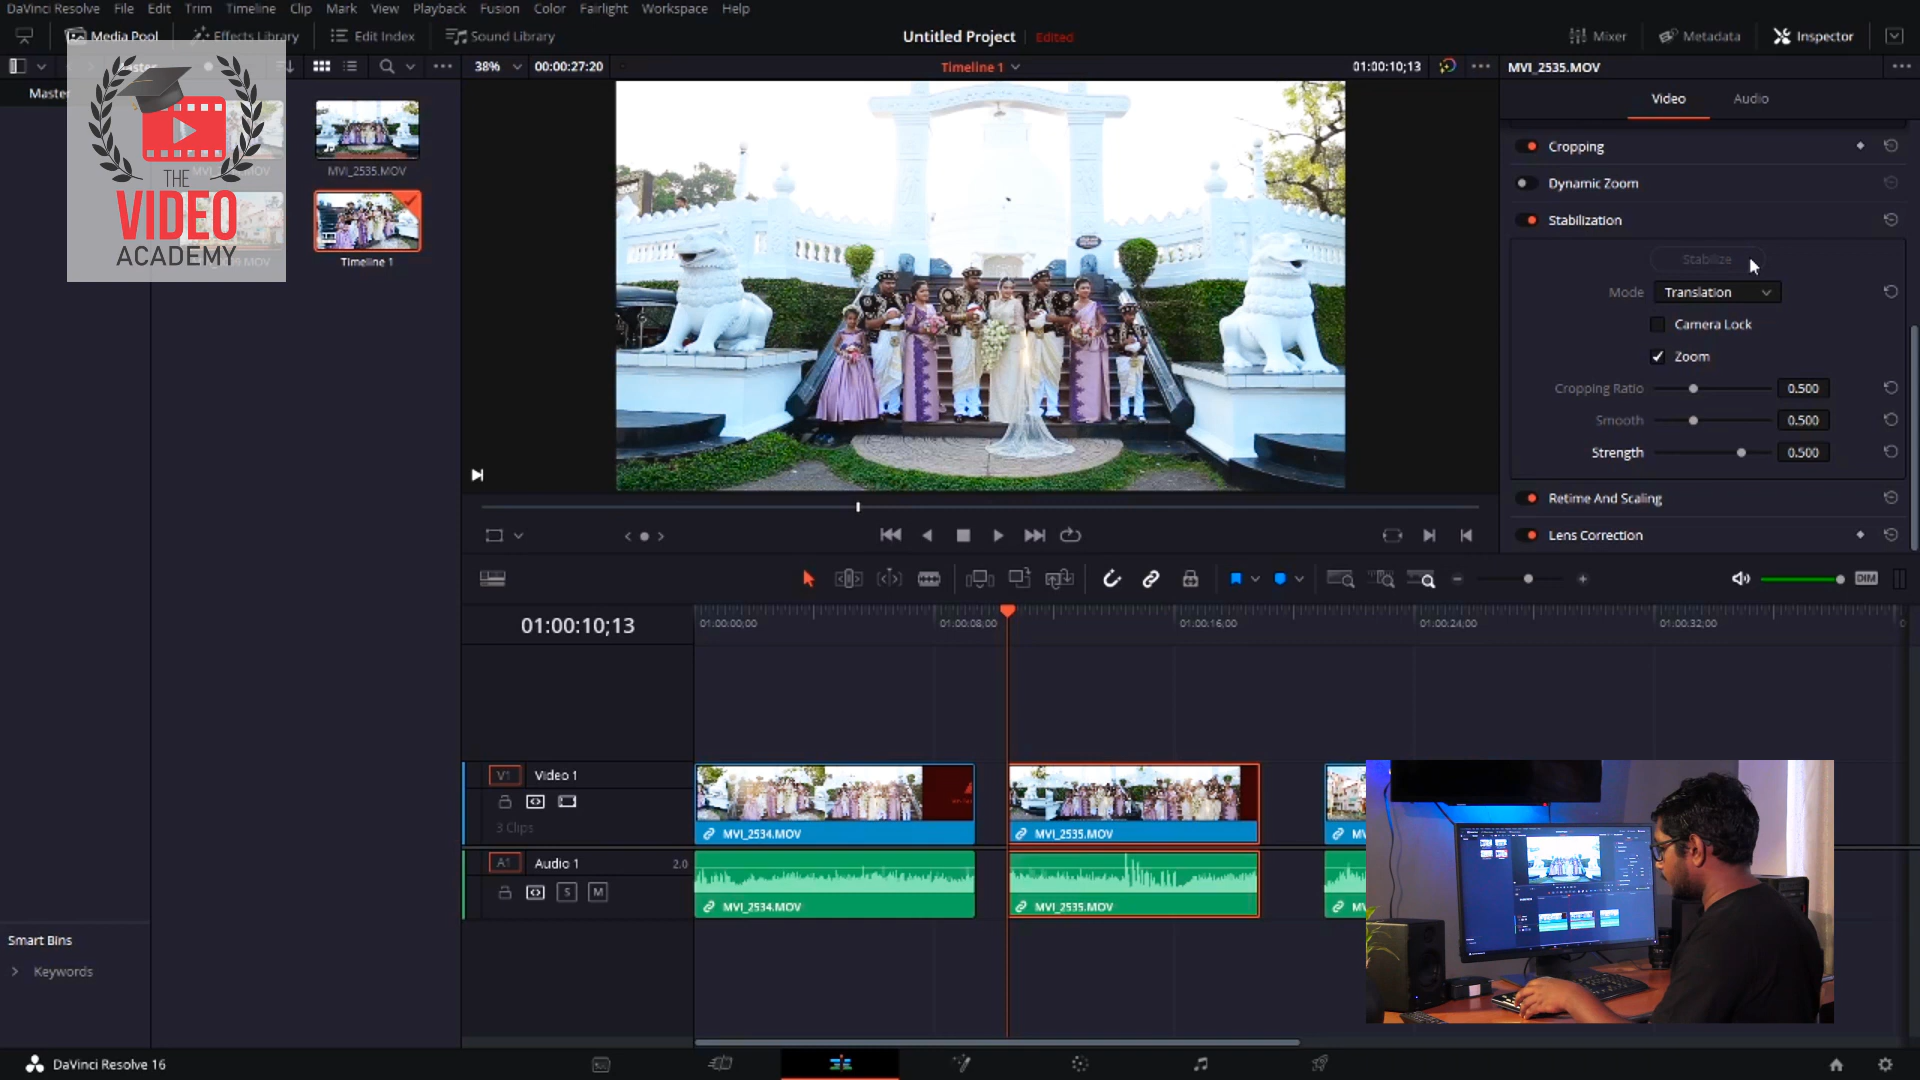 DaVinci Resolve File Edit Trim Timeline Clip Mark View Playback Fusion Color Fairlight Workspace Help
Media Pool Effects Library Edit Index Sound Library Untitled Project Edited Mixer Metadata Inspector
38% 00:00:27:20 Timeline 1 01:00:10;13 MVI_2535.MOV
Master
Video Audio
THE
VIDEO
ACADEMY
MVI_2535.MOV
Timeline 1
Cropping
Dynamic Zoom
Stabilization
Stabilize
Mode Translation
Camera Lock
Zoom
Cropping Ratio 0.500
Smooth 0.500
Strength 0.500
Retime And Scaling
Lens Correction
DIM
01:00:10;13
01:00:00;00 01:00:08;00 01:00:16;00 01:00:24;00 01:00:32;00
V1 Video 1
3 Clips
MVI_2534.MOV MVI_2535.MOV MV
A1 Audio 1 2.0
S M
MVI_2534.MOV MVI_2535.MOV MV
Smart Bins
Keywords
DaVinci Resolve 16